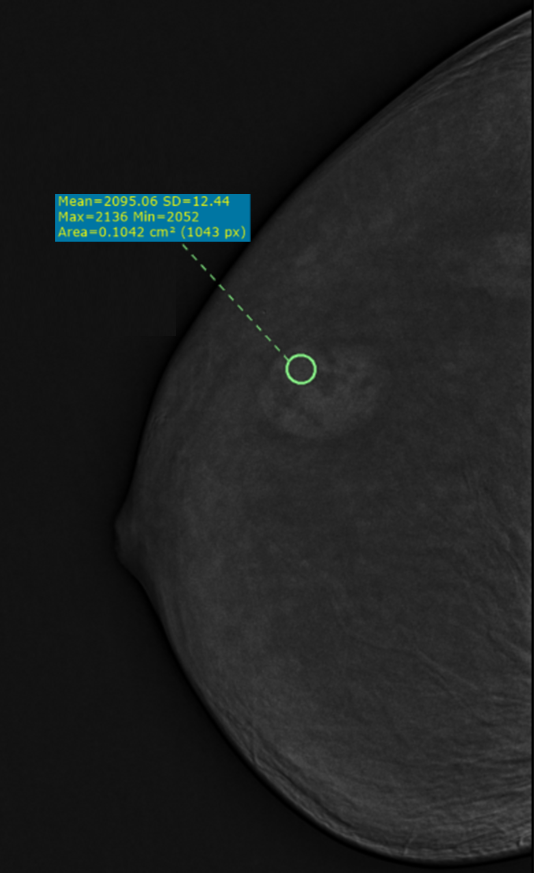 Mean=2095.06 SD=12.44
Max=2136 Min=2052
Area=0.1042 cm² (1043 px)